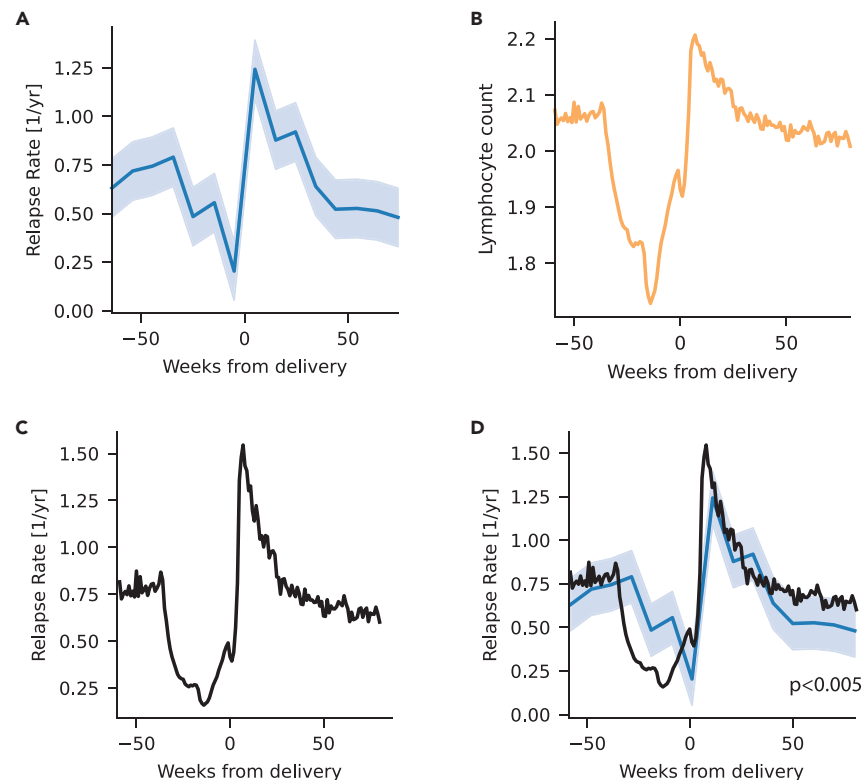 A
Relapse Rate [1/yr]
1.25
1.00
0.75
0.50
0.25
0.00
−50
0
50
Weeks from delivery
B
Lymphocyte count
2.2
2.1
2.0
1.9
1.8
−50
0
50
Weeks from delivery
C
Relapse Rate [1/yr]
1.50
1.25
1.00
0.75
0.50
0.25
−50
0
50
Weeks from delivery
D
Relapse Rate [1/yr]
1.50
1.25
1.00
0.75
0.50
0.25
0.00
p<0.005
−50
0
50
Weeks from delivery